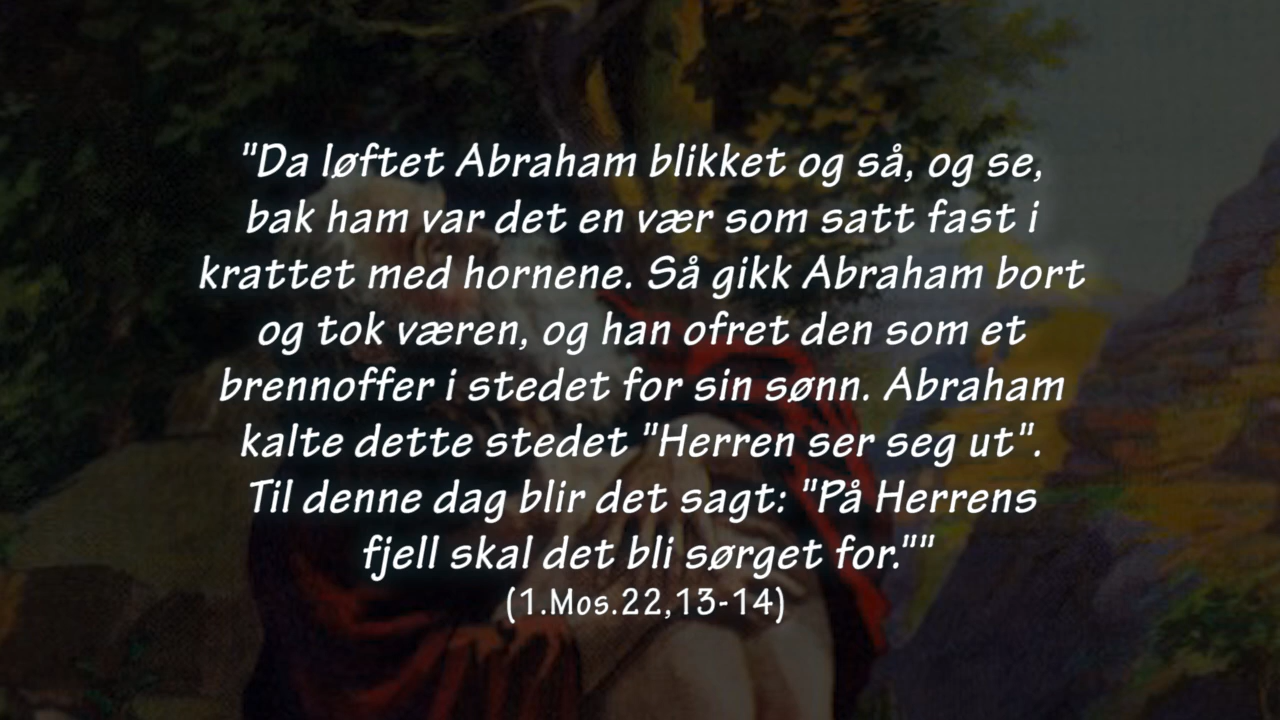 "Da løftet Abraham blikket og så, og se,
bak ham var det en vær som satt fast i
krattet med hornene. Så gikk Abraham bort
og tok væren, og han ofret den som et
brennoffer i stedet for sin sønn. Abraham
kalte dette stedet "Herren ser seg ut".
Til denne dag blir det sagt: "På Herrens
fjell skal det bli sørget for.""
(1.Mos.22,13-14)